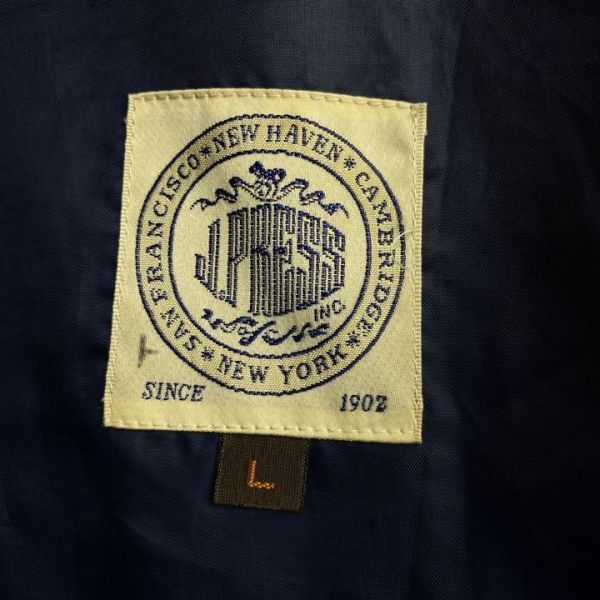 SAN FRANCISCO * NEW HAVEN * CAMBRIDGE * NEW YORK *
J. PRESS
INC.
SINCE 1902
L